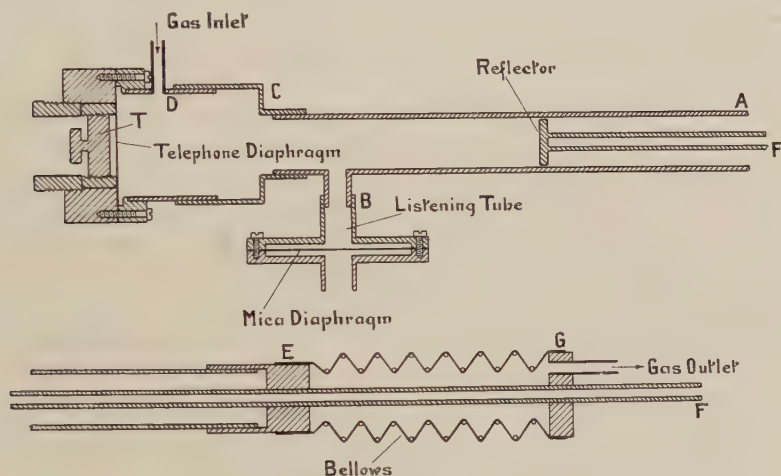 Gas Inlet
D
C
Reflector
A
T
Telephone Diaphragm
F
B
Listening Tube
Mica Diaphragm
E
G
Gas Outlet
F
Bellows